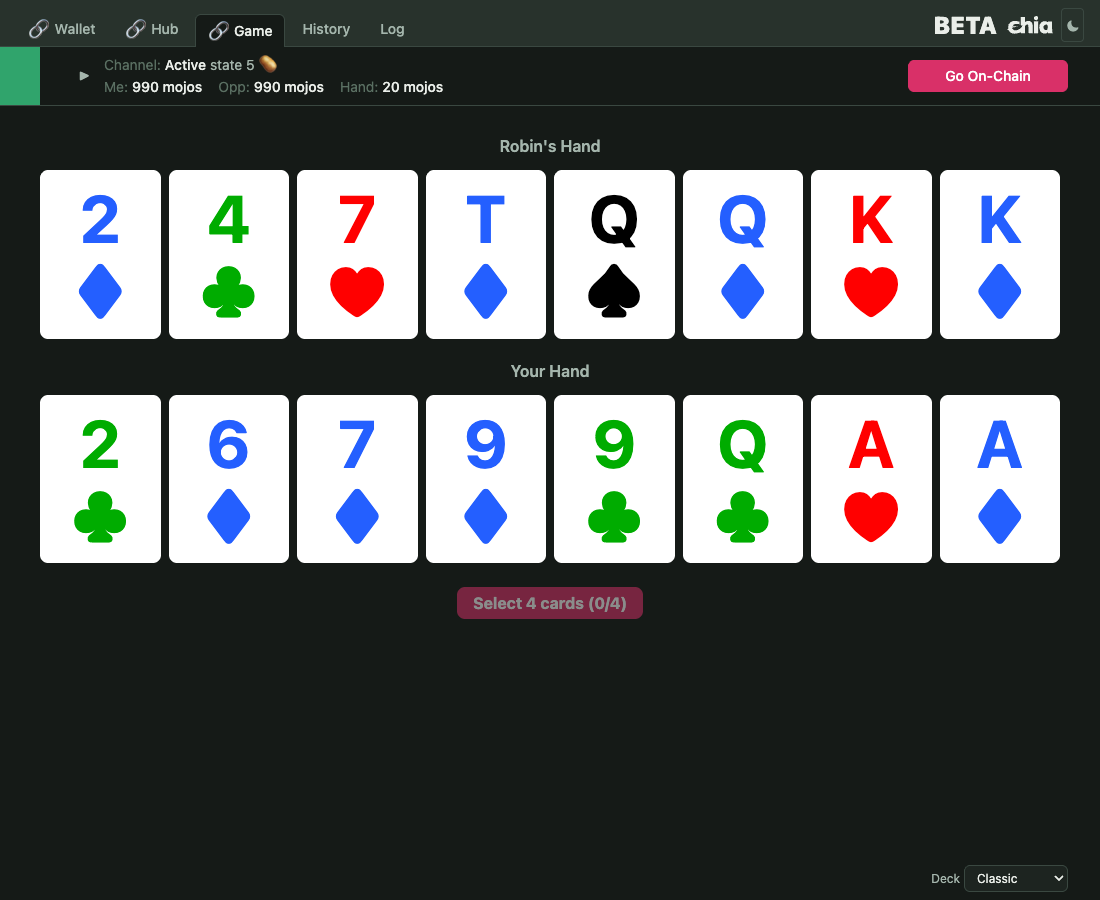 Wallet Hub Game History Log BETA chia
Channel: Active state 5
Me: 990 mojos Opp: 990 mojos Hand: 20 mojos
Go On-Chain
Robin's Hand
2 4 7 T Q Q K K
Your Hand
2 6 7 9 9 Q A A
Select 4 cards (0/4)
Deck Classic